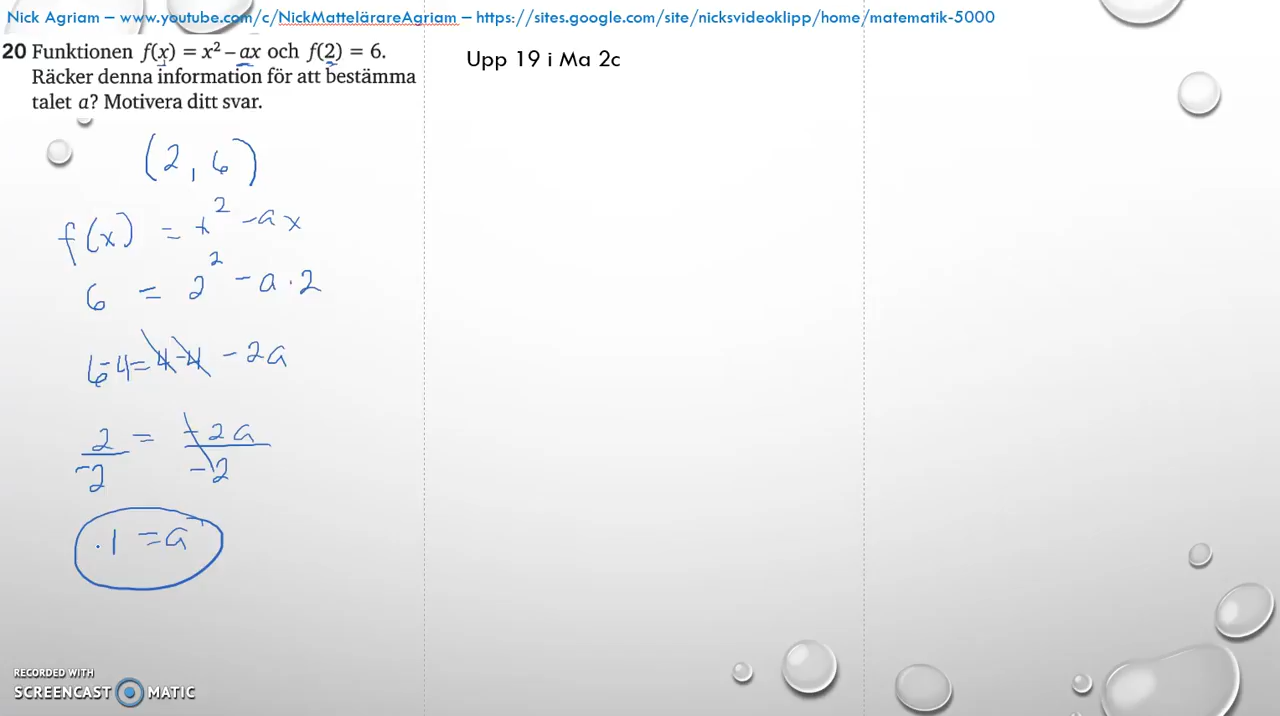 Nick Agriam – www.youtube.com/c/NickMattelärareAgriam – https://sites.google.com/site/nicksvideoklipp/home/matematik-5000
20 Funktionen f(x) = x² – ax och f(2) = 6.
Räcker denna information för att bestämma
talet a? Motivera ditt svar.
(2, 6)
f(x) = x² - ax
6 = 2² - a · 2
6-4 = 4-4 - 2a
2/-2 = -2a/-2
-1 = a
Upp 19 i Ma 2c
RECORDED WITH
SCREENCAST MATIC